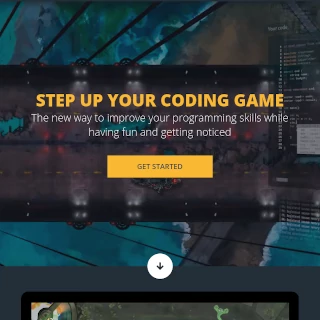 STEP UP YOUR CODING GAME
The new way to improve your programming skills while
having fun and getting noticed
GET STARTED